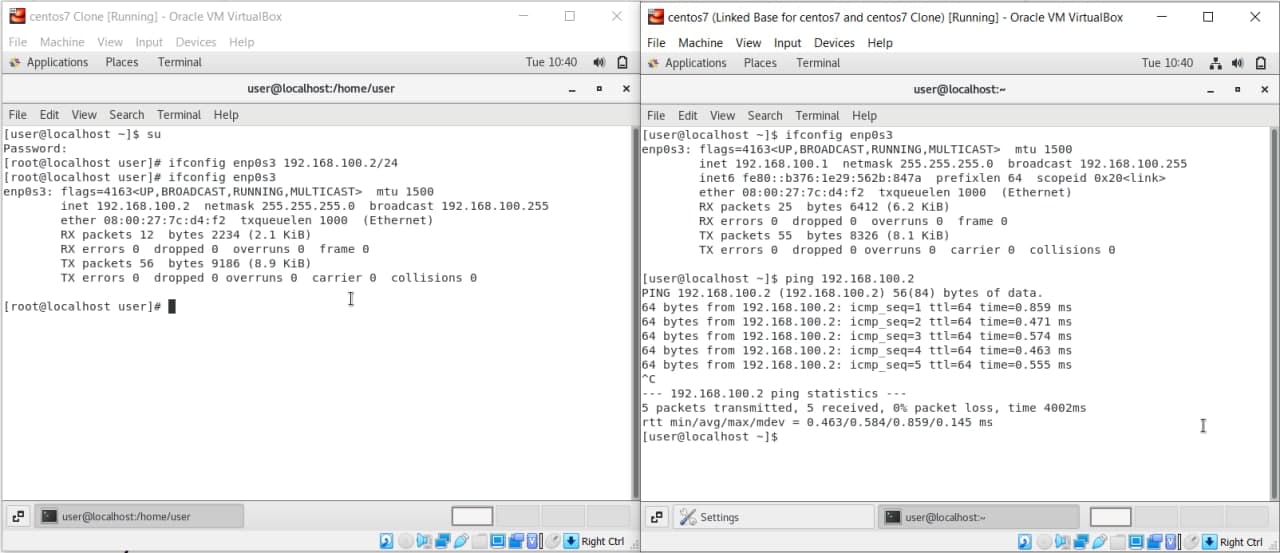 centos7 Clone [Running] - Oracle VM VirtualBox
File Machine View Input Devices Help
Applications Places Terminal Tue 10:40
user@localhost:/home/user
File Edit View Search Terminal Help
[user@localhost ~]$ su
Password:
[root@localhost user]# ifconfig enp0s3 192.168.100.2/24
[root@localhost user]# ifconfig enp0s3
enp0s3: flags=4163<UP,BROADCAST,RUNNING,MULTICAST>  mtu 1500
        inet 192.168.100.2  netmask 255.255.255.0  broadcast 192.168.100.255
        ether 08:00:27:7c:d4:f2  txqueuelen 1000  (Ethernet)
        RX packets 12  bytes 2234 (2.1 KiB)
        RX errors 0  dropped 0  overruns 0  frame 0
        TX packets 56  bytes 9186 (8.9 KiB)
        TX errors 0  dropped 0 overruns 0  carrier 0  collisions 0
[root@localhost user]#
user@localhost:/home/user
Right Ctrl
centos7 (Linked Base for centos7 and centos7 Clone) [Running] - Oracle VM VirtualBox
File Machine View Input Devices Help
Applications Places Terminal Tue 10:40
user@localhost:~
File Edit View Search Terminal Help
[user@localhost ~]$ ifconfig enp0s3
enp0s3: flags=4163<UP,BROADCAST,RUNNING,MULTICAST>  mtu 1500
        inet 192.168.100.1  netmask 255.255.255.0  broadcast 192.168.100.255
        inet6 fe80::b376:1e29:562b:847a  prefixlen 64  scopeid 0x20<link>
        ether 08:00:27:7c:d4:f2  txqueuelen 1000  (Ethernet)
        RX packets 25  bytes 6412 (6.2 KiB)
        RX errors 0  dropped 0  overruns 0  frame 0
        TX packets 55  bytes 8326 (8.1 KiB)
        TX errors 0  dropped 0 overruns 0  carrier 0  collisions 0
[user@localhost ~]$ ping 192.168.100.2
PING 192.168.100.2 (192.168.100.2) 56(84) bytes of data.
64 bytes from 192.168.100.2: icmp_seq=1 ttl=64 time=0.859 ms
64 bytes from 192.168.100.2: icmp_seq=2 ttl=64 time=0.471 ms
64 bytes from 192.168.100.2: icmp_seq=3 ttl=64 time=0.574 ms
64 bytes from 192.168.100.2: icmp_seq=4 ttl=64 time=0.463 ms
64 bytes from 192.168.100.2: icmp_seq=5 ttl=64 time=0.555 ms
^C
--- 192.168.100.2 ping statistics ---
5 packets transmitted, 5 received, 0% packet loss, time 4002ms
rtt min/avg/max/mdev = 0.463/0.584/0.859/0.145 ms
[user@localhost ~]$
Settings user@localhost:~
Right Ctrl